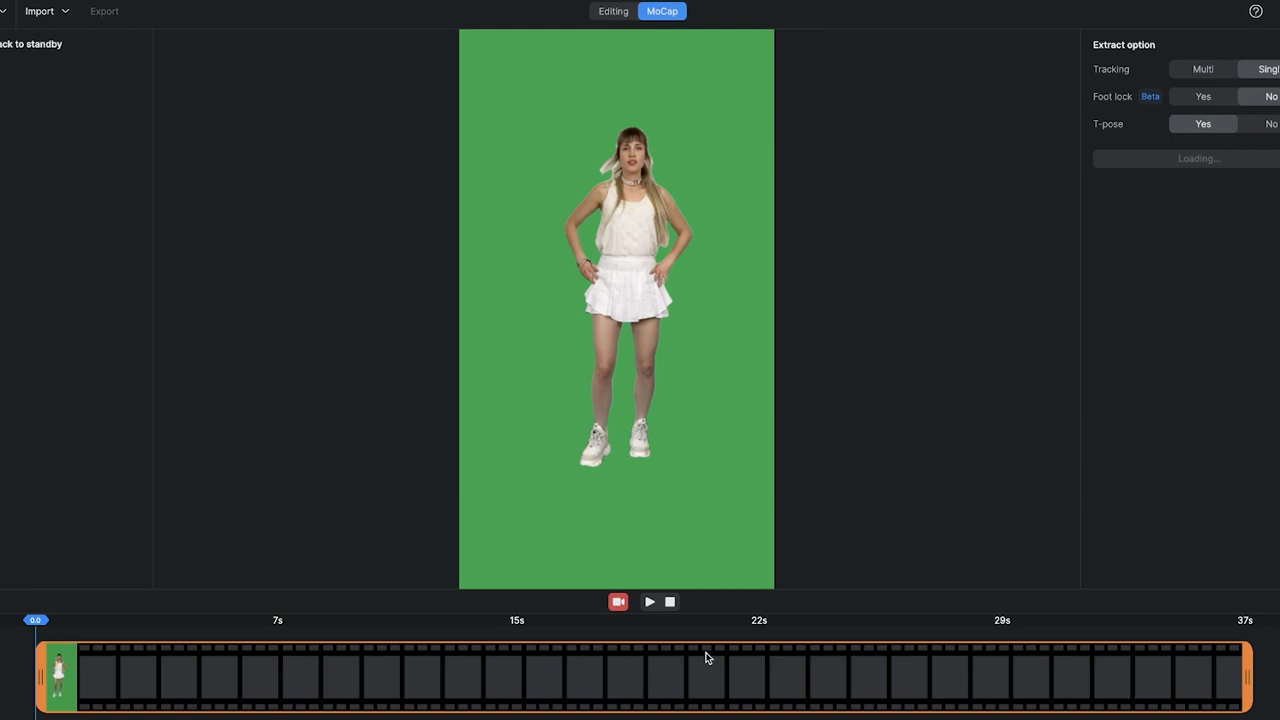 Import Export Editing MoCap
ack to standby
Extract option
Tracking Multi Singl
Foot lock Beta Yes No
T-pose Yes No
Loading...
0.0 7s 15s 22s 29s 37s